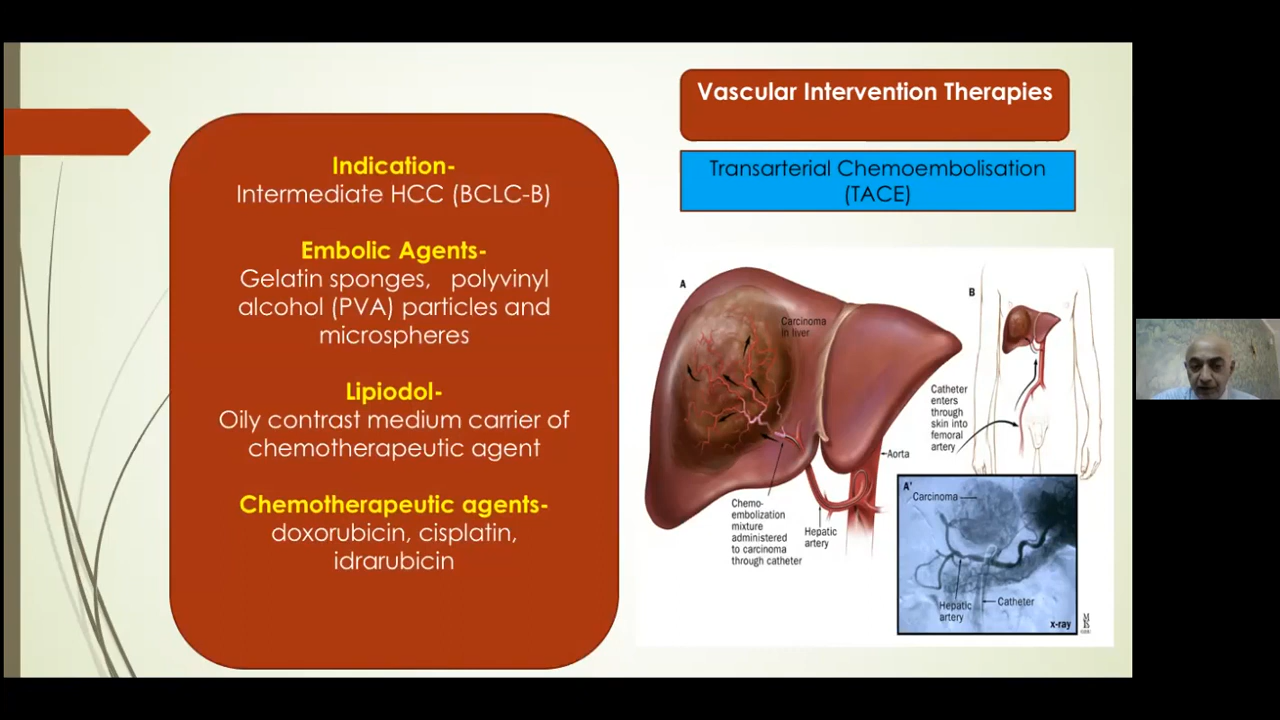 Vascular Intervention Therapies
Transarterial Chemoembolisation
(TACE)
Indication-
Intermediate HCC (BCLC-B)
Embolic Agents-
Gelatin sponges, polyvinyl
alcohol (PVA) particles and
microspheres
Lipiodol-
Oily contrast medium carrier of
chemotherapeutic agent
Chemotherapeutic agents-
doxorubicin, cisplatin,
idrarubicin
A
Carcinoma
in liver
Chemo-
embolization
mixture
administered
to carcinoma
through catheter
Hepatic
artery
Aorta
B
Catheter
enters
through
skin into
femoral
artery
A'
Carcinoma
Hepatic
artery
Catheter
x-ray